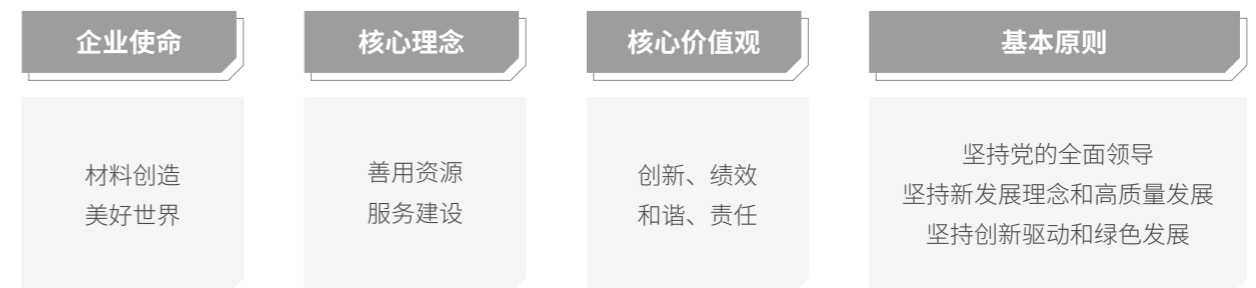 企业使命
材料创造
美好世界
核心理念
善用资源
服务建设
核心价值观
创新、绩效
和谐、责任
基本原则
坚持党的全面领导
坚持新发展理念和高质量发展
坚持创新驱动和绿色发展